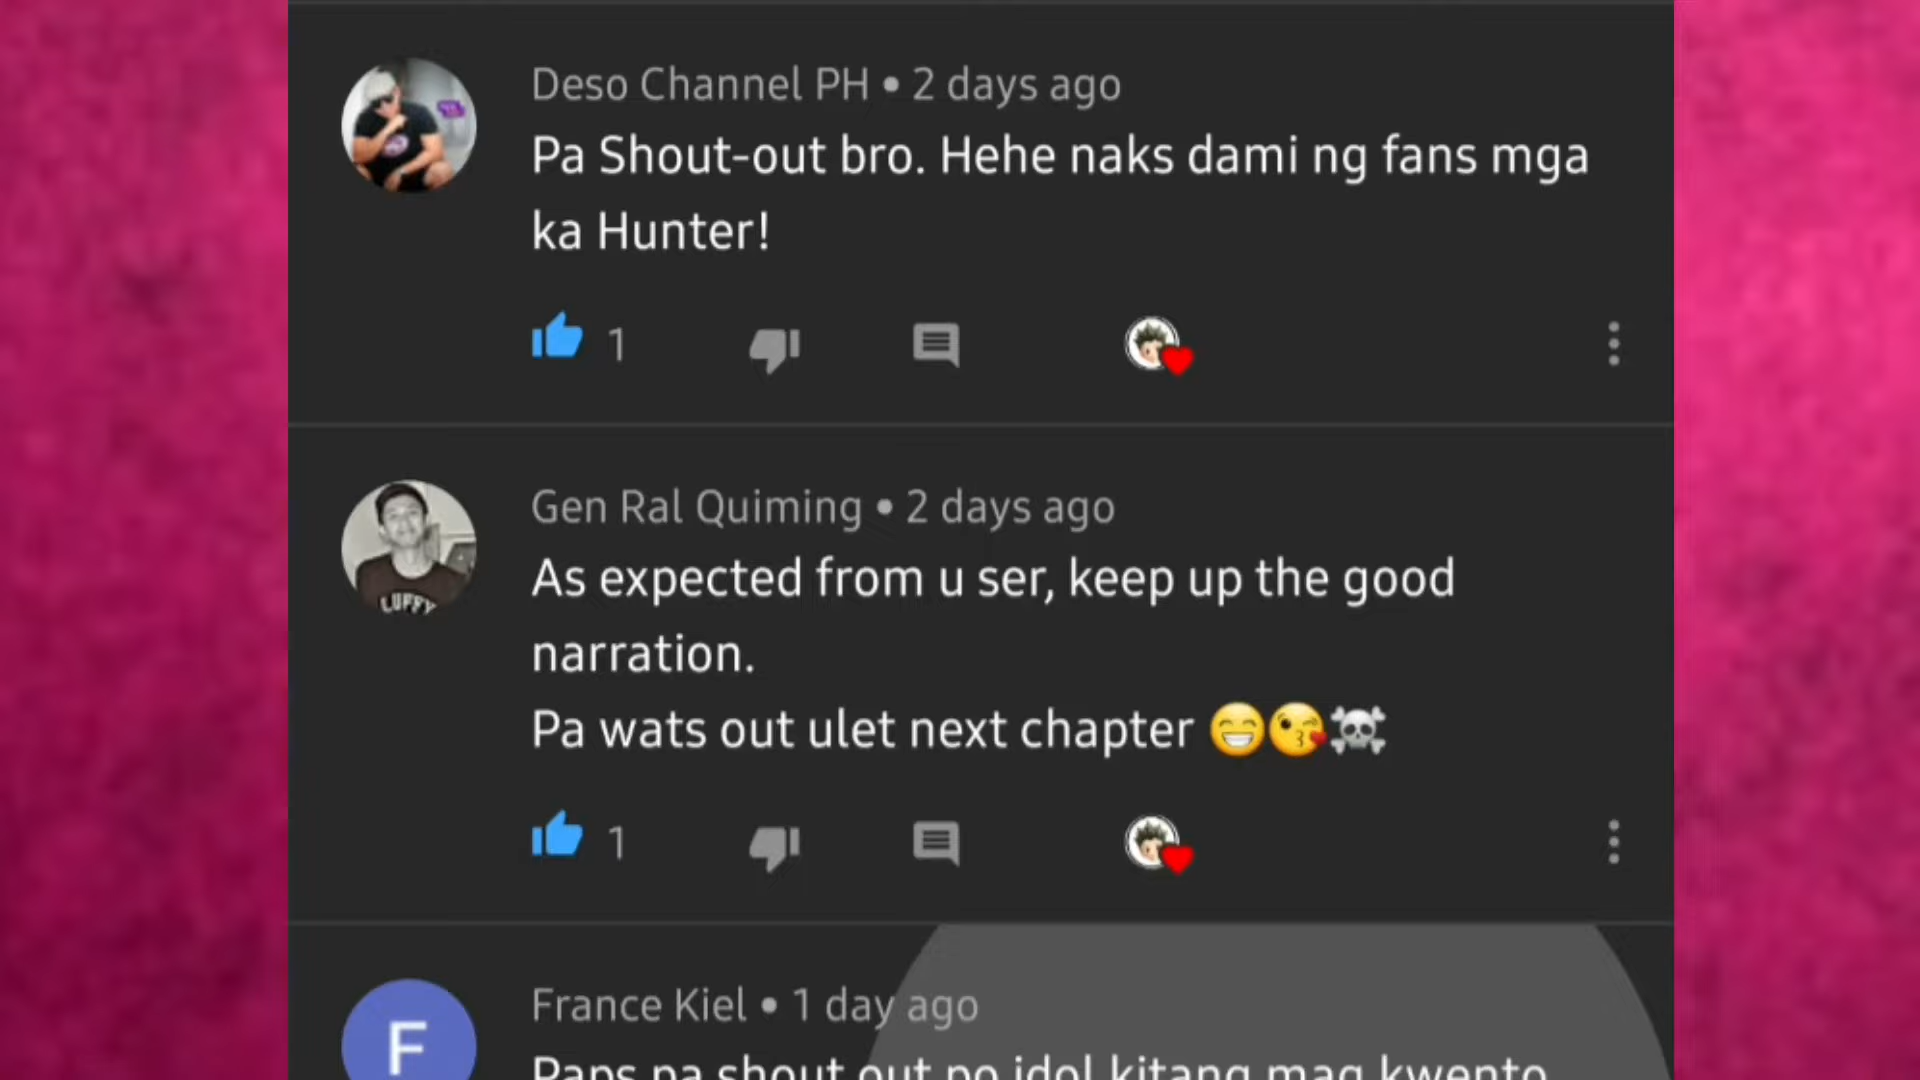 Deso Channel PH • 2 days ago
Pa Shout-out bro. Hehe naks dami ng fans mga
ka Hunter!
1
Gen Ral Quiming • 2 days ago
LUFFY
As expected from u ser, keep up the good
narration.
Pa wats out ulet next chapter 😁😘☠️
1
F
France Kiel • 1 day ago
Paps pa shout out po idol kitang mag kwento